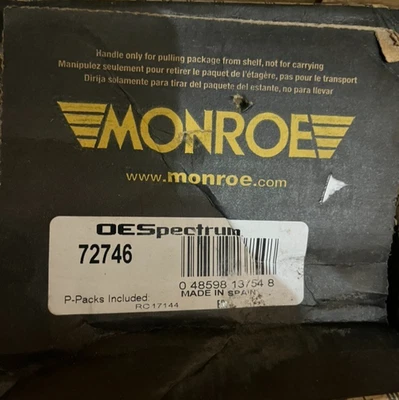 Handle only for pulling package from shelf, not for carrying
Manipulez seulement pour retirer le paquet de l'étagère, pas pour le transport
Dirija solamente para tirar del paquete del estante, no para llevar
MONROE
www.monroe.com
OESpectrum
72746
0 48598 13754 8
MADE IN SPAIN
P-Packs Included:
RC17144